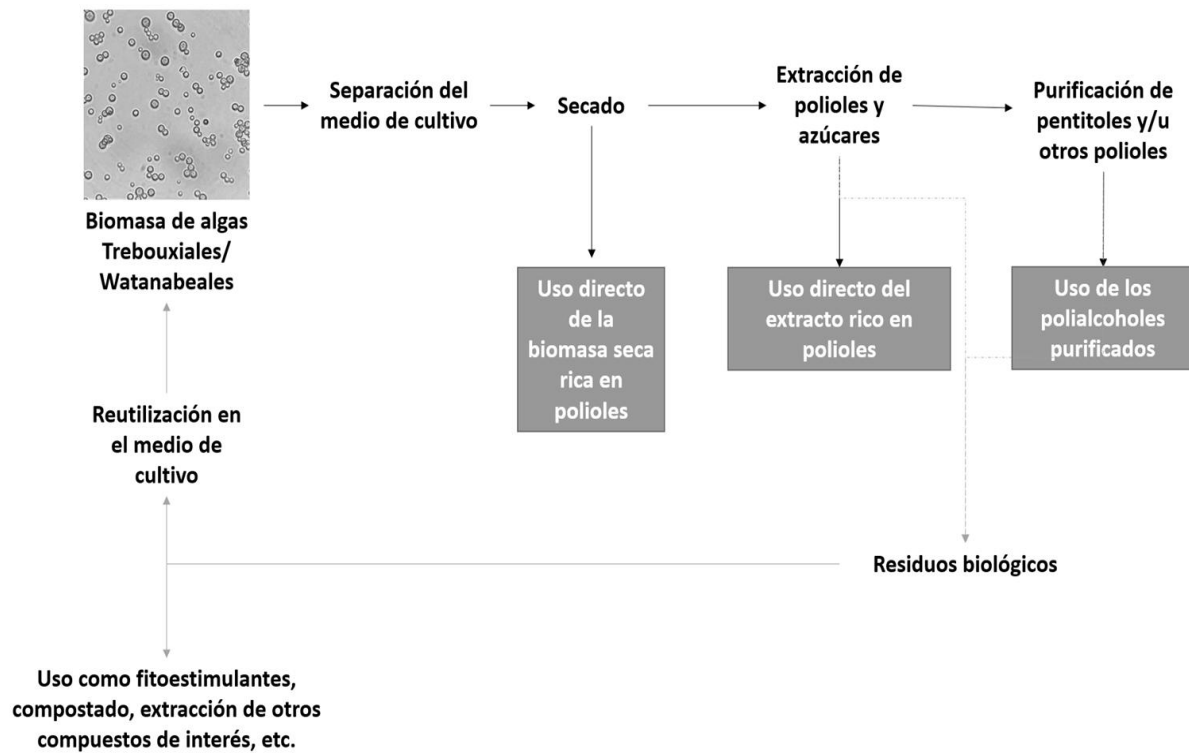 Biomasa de algas
Trebouxiales/
Watanabeales
Separación del
medio de cultivo
Secado
Extracción de
polioles y
azúcares
Purificación de
pentitoles y/u
otros polioles
Uso directo
de la
biomasa seca
rica en
polioles
Uso directo del
extracto rico en
polioles
Uso de los
polialcoholes
purificados
Reutilización en
el medio de
cultivo
Residuos biológicos
Uso como fitoestimulantes,
compostado, extracción de otros
compuestos de interés, etc.